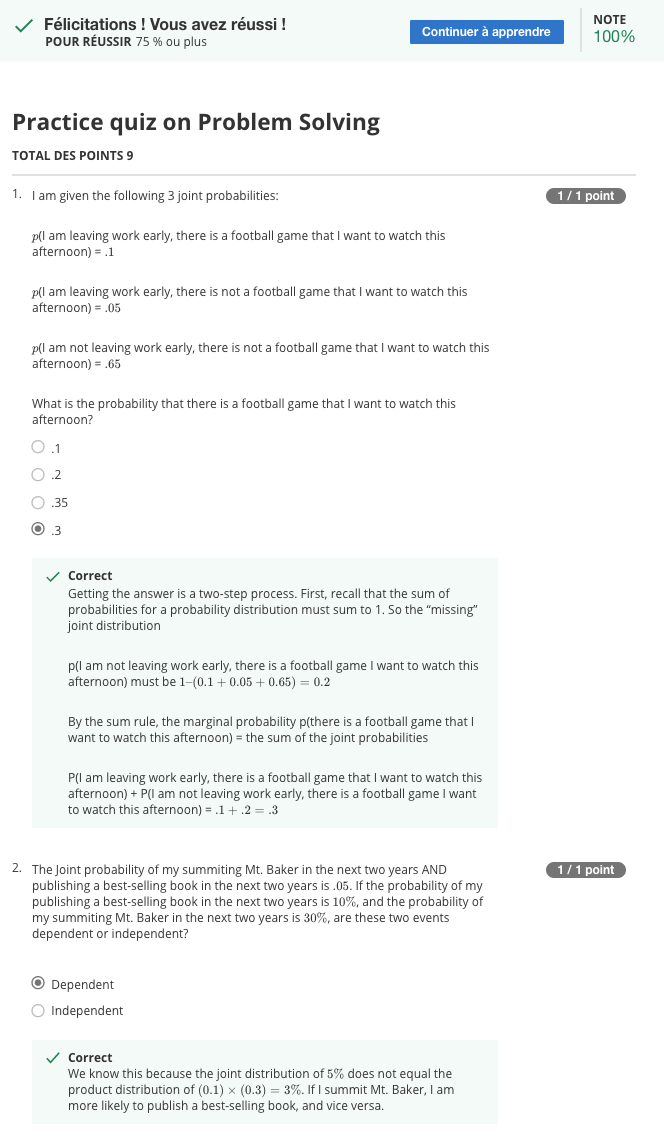 Félicitations ! Vous avez réussi !
POUR RÉUSSIR 75 % ou plus
Continuer à apprendre
NOTE
100%
Practice quiz on Problem Solving
TOTAL DES POINTS 9
1. I am given the following 3 joint probabilities:
1 / 1 point
p(I am leaving work early, there is a football game that I want to watch this
afternoon) = .1
p(I am leaving work early, there is not a football game that I want to watch this
afternoon) = .05
p(I am not leaving work early, there is not a football game that I want to watch this
afternoon) = .65
What is the probability that there is a football game that I want to watch this
afternoon?
.1
.2
.35
.3
Correct
Getting the answer is a two-step process. First, recall that the sum of
probabilities for a probability distribution must sum to 1. So the “missing”
joint distribution
p(I am not leaving work early, there is a football game I want to watch this
afternoon) must be 1–(0.1 + 0.05 + 0.65) = 0.2
By the sum rule, the marginal probability p(there is a football game that I
want to watch this afternoon) = the sum of the joint probabilities
P(I am leaving work early, there is a football game that I want to watch this
afternoon) + P(I am not leaving work early, there is a football game I want
to watch this afternoon) = .1 + .2 = .3
2. The Joint probability of my summiting Mt. Baker in the next two years AND
1 / 1 point
publishing a best-selling book in the next two years is .05. If the probability of my
publishing a best-selling book in the next two years is 10%, and the probability of
my summiting Mt. Baker in the next two years is 30%, are these two events
dependent or independent?
Dependent
Independent
Correct
We know this because the joint distribution of 5% does not equal the
product distribution of (0.1) × (0.3) = 3%. If I summit Mt. Baker, I am
more likely to publish a best-selling book, and vice versa.